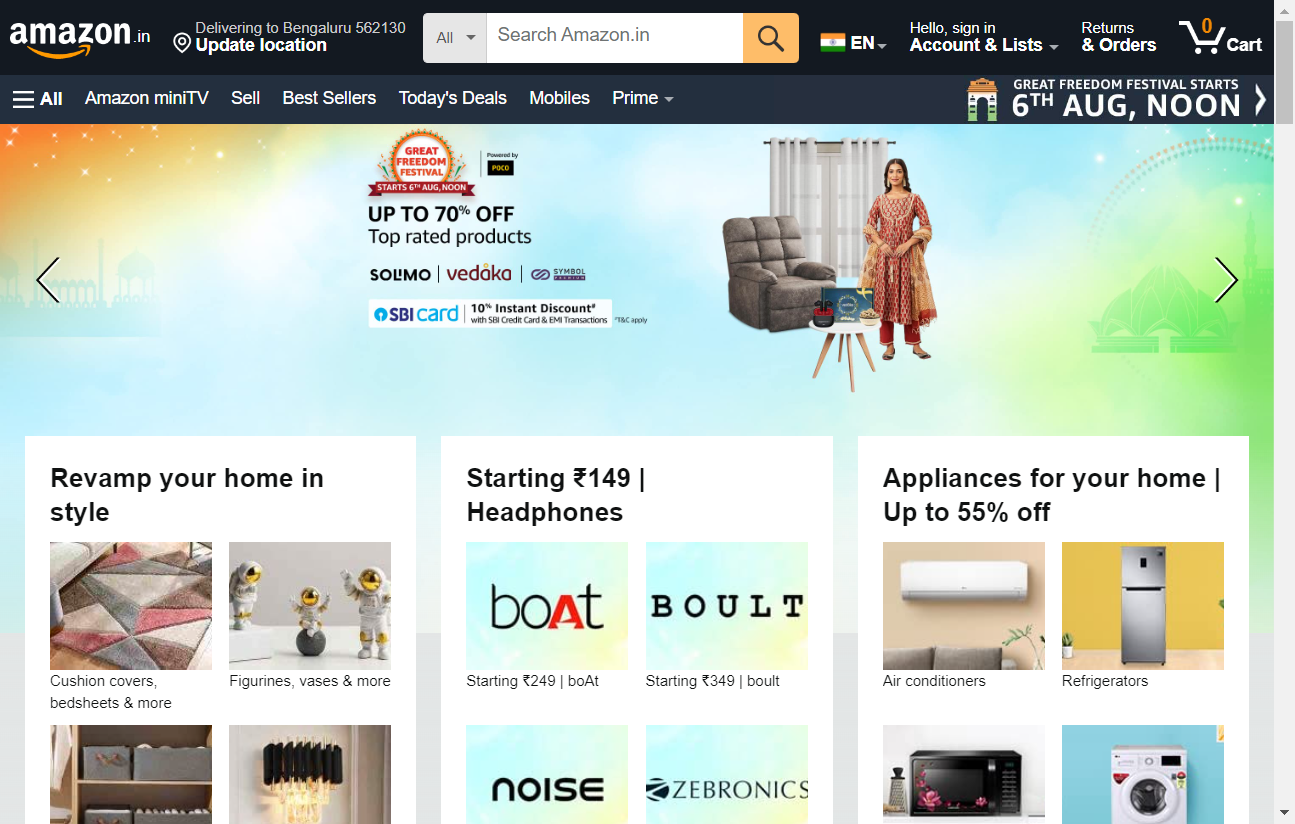 amazon.in
Delivering to Bengaluru 562130
Update location
All
Search Amazon.in
EN
Hello, sign in
Account & Lists
Returns
& Orders
0
Cart
All
Amazon miniTV
Sell
Best Sellers
Today's Deals
Mobiles
Prime
GREAT FREEDOM FESTIVAL STARTS
6TH AUG, NOON
GREAT
FREEDOM
FESTIVAL
STARTS 6TH AUG, NOON
Powered by
POCO
UP TO 70% OFF
Top rated products
SOLIMO | vedaka | SYMBOL PREMIUM
SBI card
10% Instant Discount#
with SBI Credit Card & EMI Transactions
#T&C apply
Revamp your home in
style
Cushion covers,
bedsheets & more
Figurines, vases & more
Starting ₹149 |
Headphones
boAt
Starting ₹249 | boAt
BOULT
Starting ₹349 | boult
NOISE
ZEBRONICS
Appliances for your home |
Up to 55% off
Air conditioners
Refrigerators